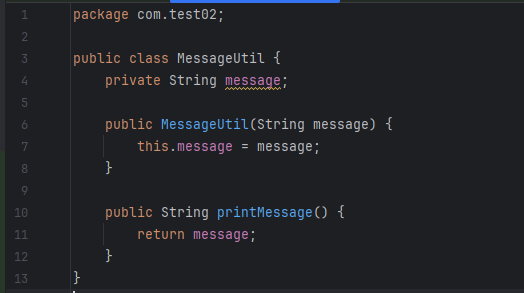 1 package com.test02;
2
3 public class MessageUtil {
4     private String message;
5
6     public MessageUtil(String message) {
7         this.message = message;
8     }
9
10     public String printMessage() {
11         return message;
12     }
13 }